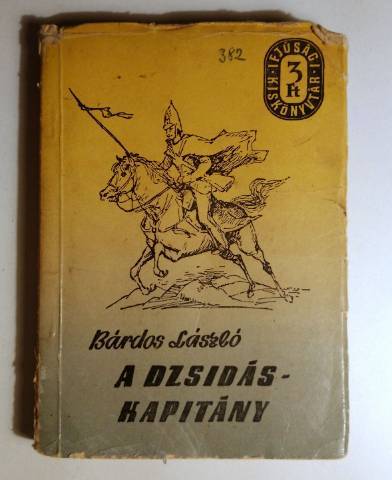 382
· IFJÚSÁGI ·
3
Ft
KISKÖNYVTÁR
Bárdos László
A DZSIDÁS-
KAPITÁNY